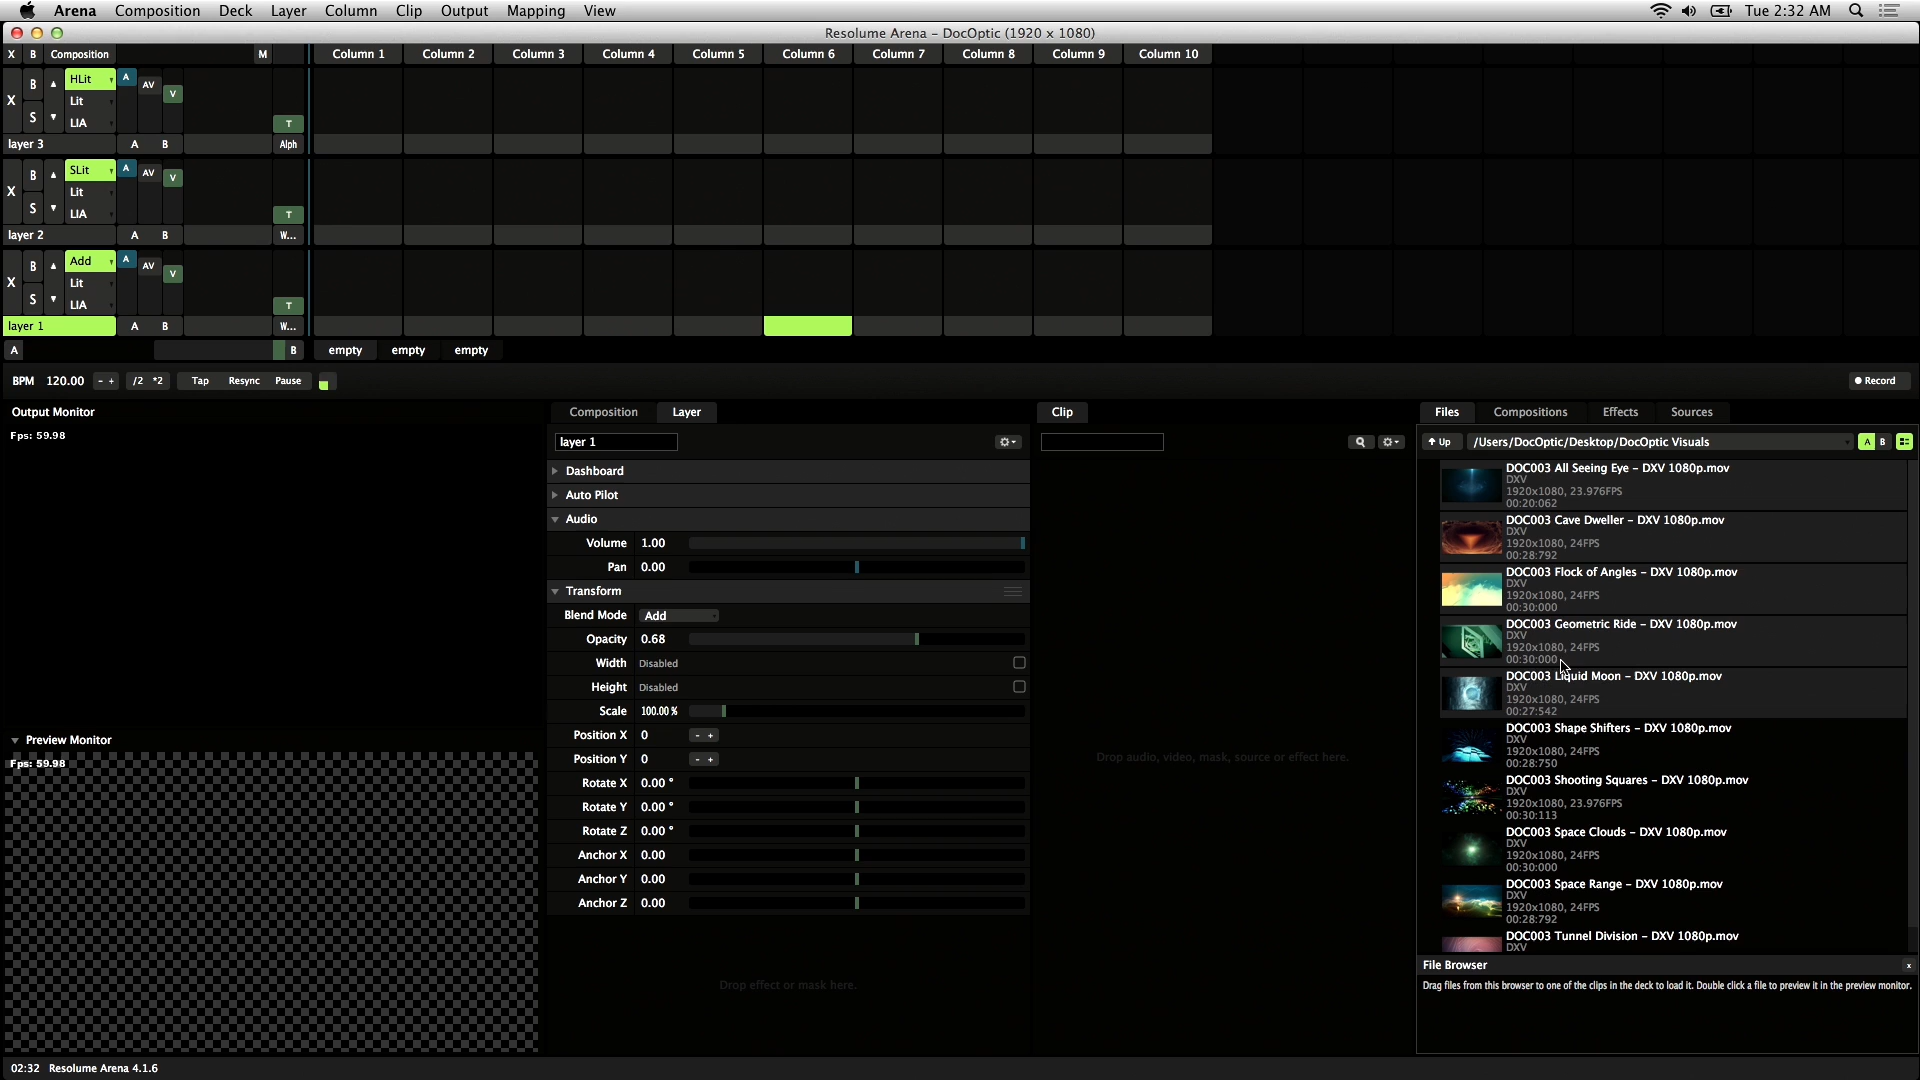 Arena Composition Deck Layer Column Clip Output Mapping View Tue 2:32 AM
Resolume Arena - DocOptic (1920 x 1080)
X B Composition M Column 1 Column 2 Column 3 Column 4 Column 5 Column 6 Column 7 Column 8 Column 9 Column 10
X B S HLit Lit LIA A AV V T
layer 3 A B Alph
X B S SLit Lit LIA A AV V T
layer 2 A B W...
X B S Add Lit LIA A AV V T
layer 1 A B W...
A B empty empty empty
BPM 120.00 - + /2 *2 Tap Resync Pause Record
Output Monitor
Fps: 59.98
Preview Monitor
Fps: 59.98
Composition Layer
layer 1
Dashboard
Auto Pilot
Audio
Volume 1.00
Pan 0.00
Transform
Blend Mode Add
Opacity 0.68
Width Disabled
Height Disabled
Scale 100.00 %
Position X 0 - +
Position Y 0 - +
Rotate X 0.00 °
Rotate Y 0.00 °
Rotate Z 0.00 °
Anchor X 0.00
Anchor Y 0.00
Anchor Z 0.00
Drop effect or mask here.
Clip
Drop audio, video, mask, source or effect here.
Files Compositions Effects Sources
Up /Users/DocOptic/Desktop/DocOptic Visuals A B
DOC003 All Seeing Eye - DXV 1080p.mov
DXV
1920x1080, 23.976FPS
00:20:062
DOC003 Cave Dweller - DXV 1080p.mov
DXV
1920x1080, 24FPS
00:28:792
DOC003 Flock of Angles - DXV 1080p.mov
DXV
1920x1080, 24FPS
00:30:000
DOC003 Geometric Ride - DXV 1080p.mov
DXV
1920x1080, 24FPS
00:30:000
DOC003 Liquid Moon - DXV 1080p.mov
DXV
1920x1080, 24FPS
00:27:542
DOC003 Shape Shifters - DXV 1080p.mov
DXV
1920x1080, 24FPS
00:28:750
DOC003 Shooting Squares - DXV 1080p.mov
DXV
1920x1080, 23.976FPS
00:30:113
DOC003 Space Clouds - DXV 1080p.mov
DXV
1920x1080, 24FPS
00:30:000
DOC003 Space Range - DXV 1080p.mov
DXV
1920x1080, 24FPS
00:28:792
DOC003 Tunnel Division - DXV 1080p.mov
DXV
File Browser x
Drag files from this browser to one of the clips in the deck to load it. Double click a file to preview it in the preview monitor.
02:32 Resolume Arena 4.1.6